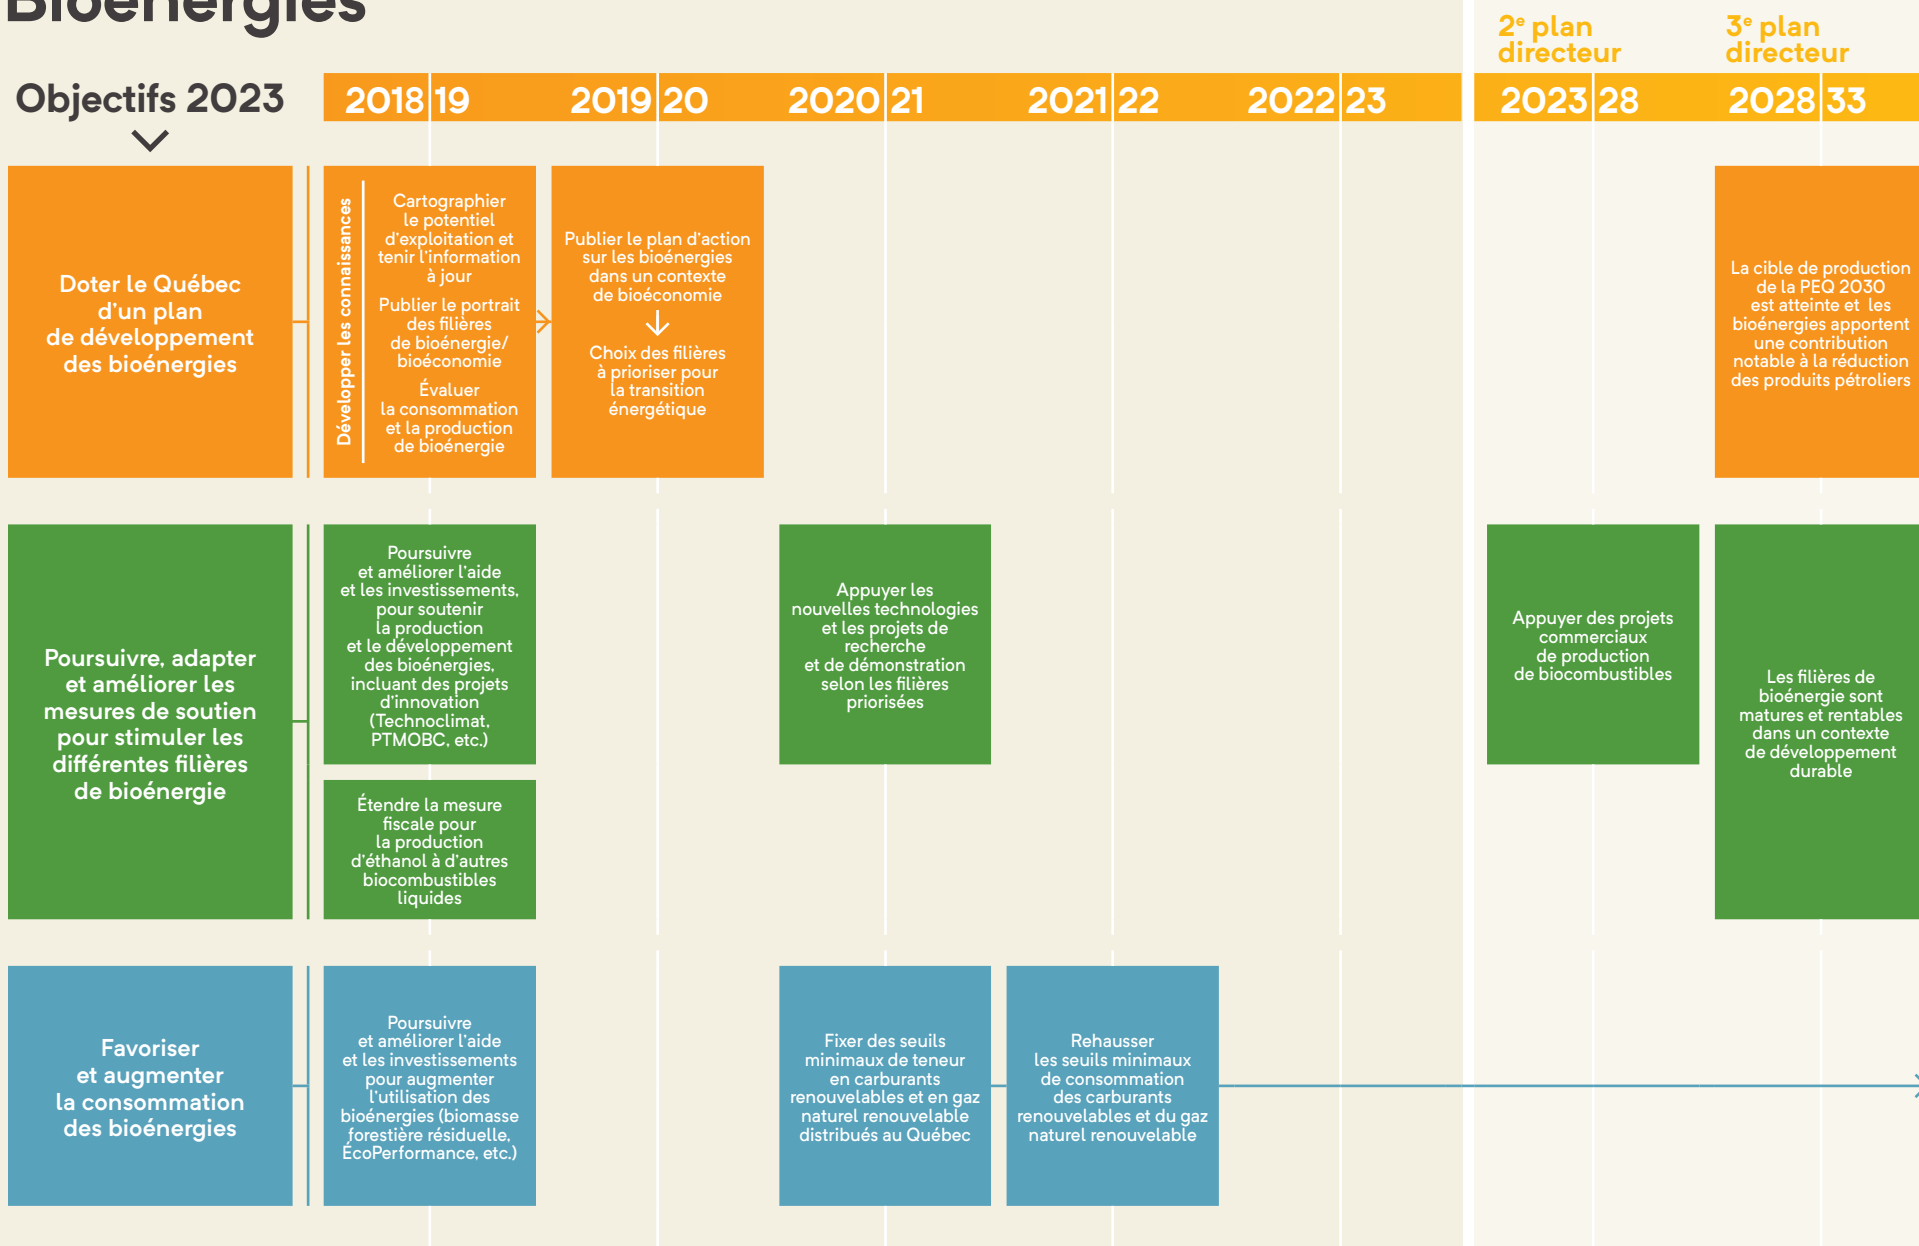 Bioénergies
2e plan
directeur
3e plan
directeur
Objectifs 2023
2018 19
2019 20
2020 21
2021 22
2022 23
2023 28
2028 33
Doter le Québec
d'un plan
de développement
des bioénergies
Développer les connaissances
Cartographier
le potentiel
d'exploitation et
tenir l'information
à jour
Publier le portrait
des filières
de bioénergie/
bioéconomie
Évaluer
la consommation
et la production
de bioénergie
Publier le plan d'action
sur les bioénergies
dans un contexte
de bioéconomie
Choix des filières
à prioriser pour
la transition
énergétique
La cible de production
de la PEQ 2030
est atteinte et les
bioénergies apportent
une contribution
notable à la réduction
des produits pétroliers
Poursuivre, adapter
et améliorer les
mesures de soutien
pour stimuler les
différentes filières
de bioénergie
Poursuivre
et améliorer l'aide
et les investissements,
pour soutenir
la production
et le développement
des bioénergies,
incluant des projets
d'innovation
(Technoclimat,
PTMOBC, etc.)
Étendre la mesure
fiscale pour
la production
d'éthanol à d'autres
biocombustibles
liquides
Appuyer les
nouvelles technologies
et les projets de
recherche
et de démonstration
selon les filières
priorisées
Appuyer des projets
commerciaux
de production
de biocombustibles
Les filières de
bioénergie sont
matures et rentables
dans un contexte
de développement
durable
Favoriser
et augmenter
la consommation
des bioénergies
Poursuivre
et améliorer l'aide
et les investissements
pour augmenter
l'utilisation des
bioénergies (biomasse
forestière résiduelle,
ÉcoPerformance, etc.)
Fixer des seuils
minimaux de teneur
en carburants
renouvelables et en gaz
naturel renouvelable
distribués au Québec
Rehausser
les seuils minimaux
de consommation
des carburants
renouvelables et du gaz
naturel renouvelable